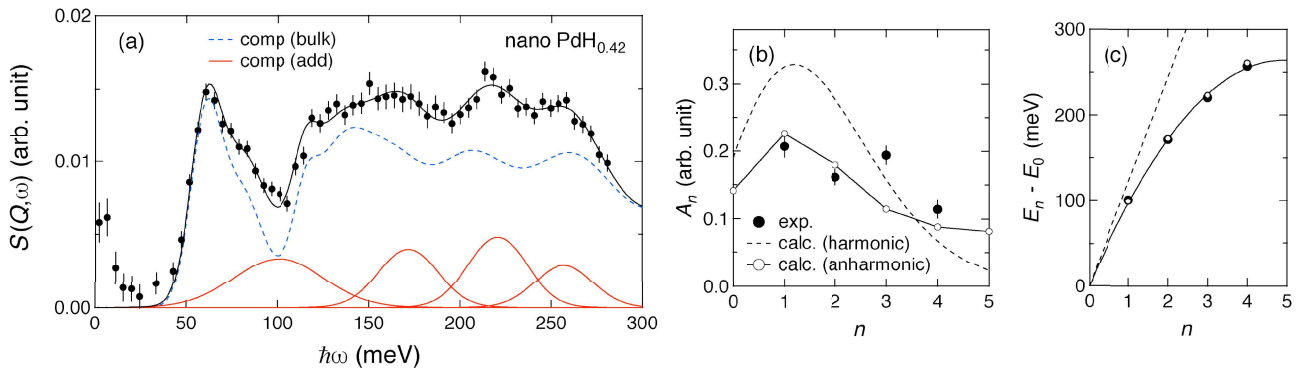 (a)
comp (bulk)
comp (add)
nano PdH0.42
S(Q,ω) (arb. unit)
0.02
0.01
0.00
0 50 100 150 200 250 300
ħω (meV)
(b)
An (arb. unit)
0.3
0.2
0.1
0.0
exp.
calc. (harmonic)
calc. (anharmonic)
0 1 2 3 4 5
n
(c)
En - E0 (meV)
300
200
100
0
0 1 2 3 4 5
n